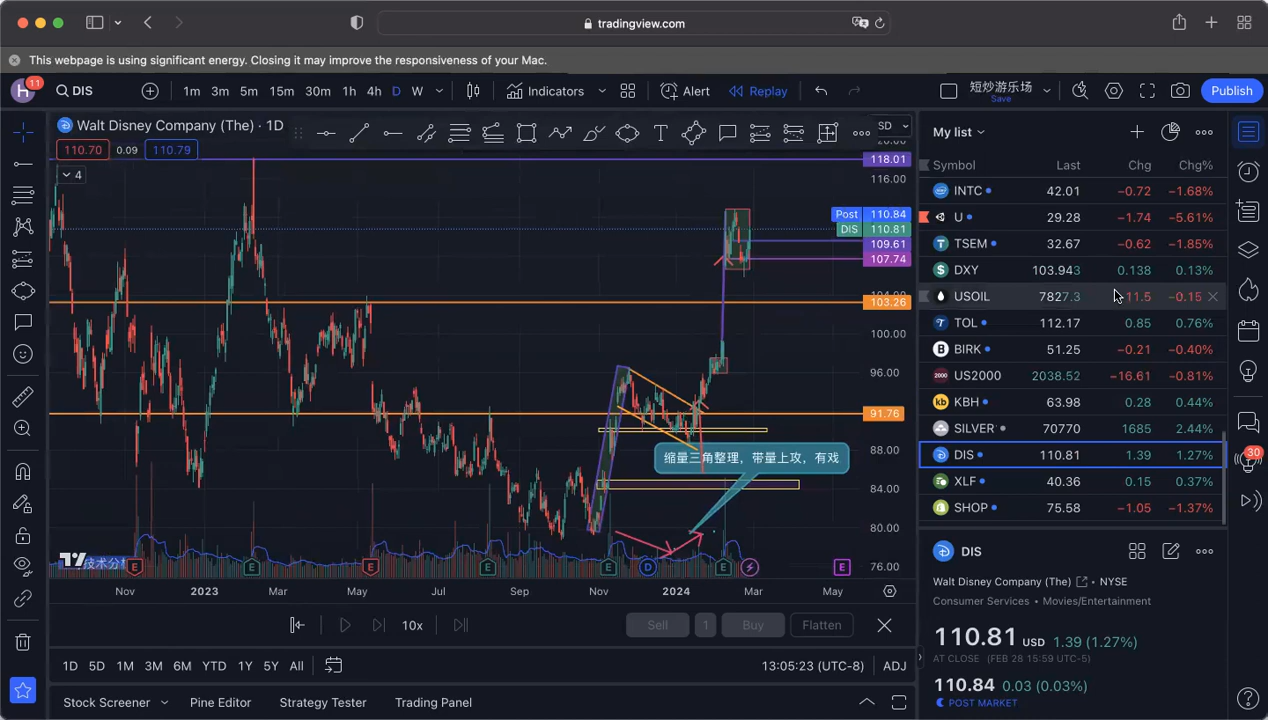 tradingview.com
This webpage is using significant energy. Closing it may improve the responsiveness of your Mac.
h 11 DIS 1m 3m 5m 15m 30m 1h 4h D W Indicators Alert Replay 短炒游乐场 Save Publish
Walt Disney Company (The) · 1D
110.70 0.09 110.79
4
118.01
116.00
Post 110.84
DIS 110.81
109.61
107.74
103.26
100.00
96.00
91.76
88.00
84.00
80.00
76.00
缩量三角整理，带量上攻，有戏
E E E E E D E E
Nov 2023 Mar May Jul Sep Nov 2024 Mar May
10x Sell 1 Buy Flatten
1D 5D 1M 3M 6M YTD 1Y 5Y All 13:05:23 (UTC-8) ADJ
Stock Screener Pine Editor Strategy Tester Trading Panel
My list
Symbol Last Chg Chg%
INTC 42.01 −0.72 −1.68%
U 29.28 −1.74 −5.61%
TSEM 32.67 −0.62 −1.85%
DXY 103.943 0.138 0.13%
USOIL 7827.3 11.5 −0.15
TOL 112.17 0.85 0.76%
BIRK 51.25 −0.21 −0.40%
2000 US2000 2038.52 −16.61 −0.81%
kb KBH 63.98 0.28 0.44%
SILVER 70770 1685 2.44%
DIS 110.81 1.39 1.27%
XLF 40.36 0.15 0.37%
SHOP 75.58 −1.05 −1.37%
30
DIS
Walt Disney Company (The) • NYSE
Consumer Services • Movies/Entertainment
110.81 USD 1.39 (1.27%)
AT CLOSE (FEB 28 15:59 UTC-5)
110.84 0.03 (0.03%)
POST MARKET